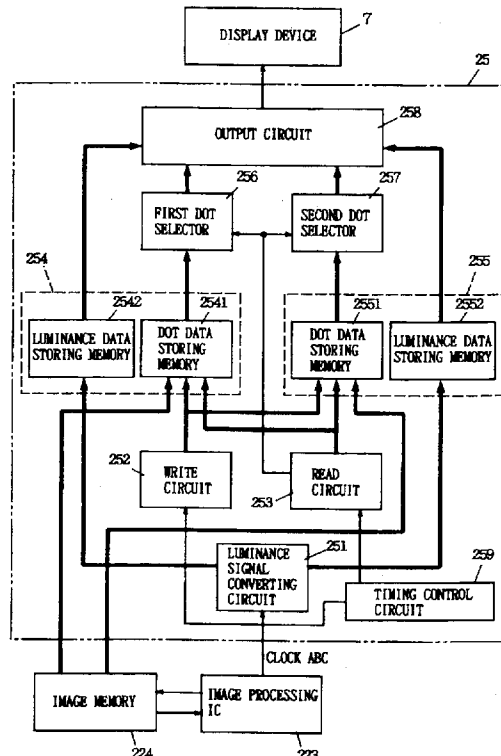 DISPLAY DEVICE
7
25
OUTPUT CIRCUIT
258
256
257
FIRST DOT
SELECTOR
SECOND DOT
SELECTOR
254
255
2542
2541
2551
2552
LUMINANCE DATA
STORING MEMORY
DOT DATA
STORING
MEMORY
DOT DATA
STORING
MEMORY
LUMINANCE DATA
STORING MEMORY
252
WRITE
CIRCUIT
253
READ
CIRCUIT
251
LUMINANCE
SIGNAL
CONVERTING
CIRCUIT
259
TIMING CONTROL
CIRCUIT
CLOCK ABC
IMAGE MEMORY
IMAGE PROCESSING
IC
224
223